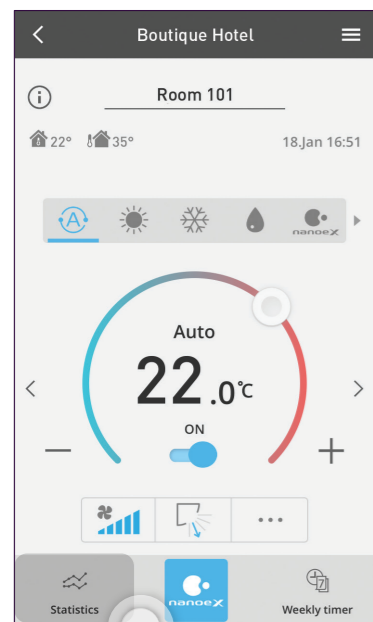 Boutique Hotel
Room 101
22° 35° 18.Jan 16:51
A nanoeX
Auto
22.0°C
ON
Statistics nanoeX Weekly timer
7